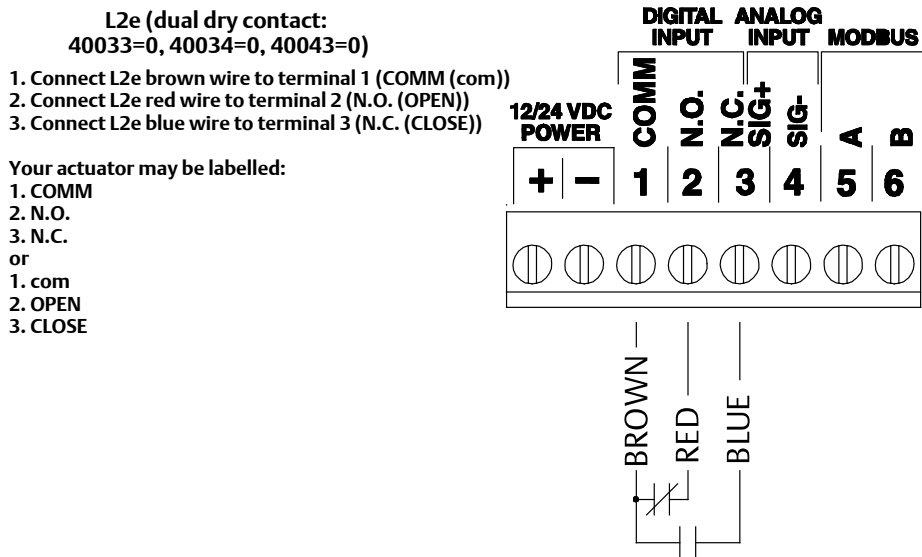 L2e (dual dry contact:
40033=0, 40034=0, 40043=0)
1. Connect L2e brown wire to terminal 1 (COMM (com))
2. Connect L2e red wire to terminal 2 (N.O. (OPEN))
3. Connect L2e blue wire to terminal 3 (N.C. (CLOSE))
Your actuator may be labelled:
1. COMM
2. N.O.
3. N.C.
or
1. com
2. OPEN
3. CLOSE
DIGITAL INPUT
ANALOG INPUT
MODBUS
12/24 VDC
POWER
COMM
N.O.
N.C.
SIG+
SIG-
A
B
+ - 1 2 3 4 5 6
BROWN
RED
BLUE